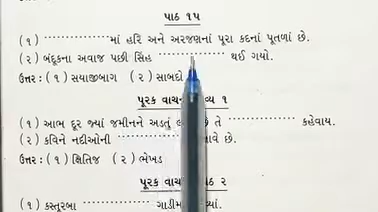 પાઠ ૧૫
(૧) ················માં હરિ અને અરજણનાં પૂરા કદનાં પૂતળાં છે.
(૨) બંદૂકના અવાજ પછી સિંહ ················ થઈ ગયો.
ઉત્તર : (૧) સયાજીબાગ (૨) સાબદો
પૂરક વાચન ૧
(૧) આભ દૂર જ્યાં જમીનને અડતું તે ················ કહેવાય.
(૨) કવિને નદીઓની ················ છે.
ઉત્તર : (૧) ક્ષિતિજ (૨) ભેખડ
પૂરક ૨
(૧) કસ્તૂરબા ················